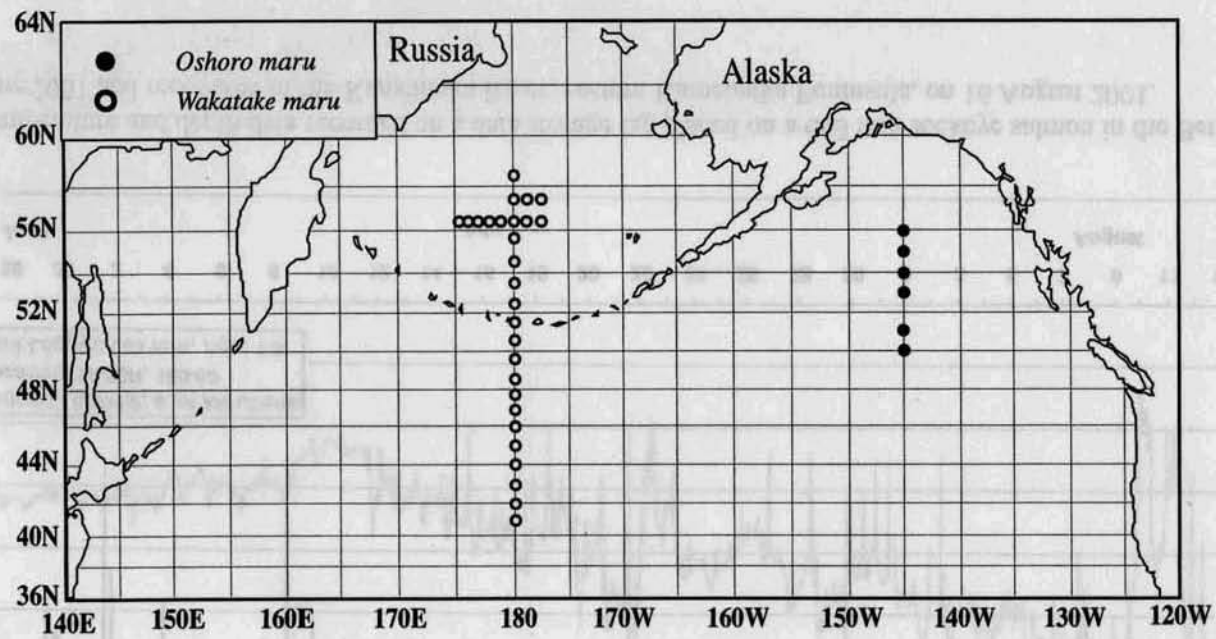 64N
Russia
Alaska
Oshoro maru
Wakatake maru
60N
56N
52N
48N
44N
40N
36N
140E 150E 160E 170E 180 170W 160W 150W 140W 130W 120W